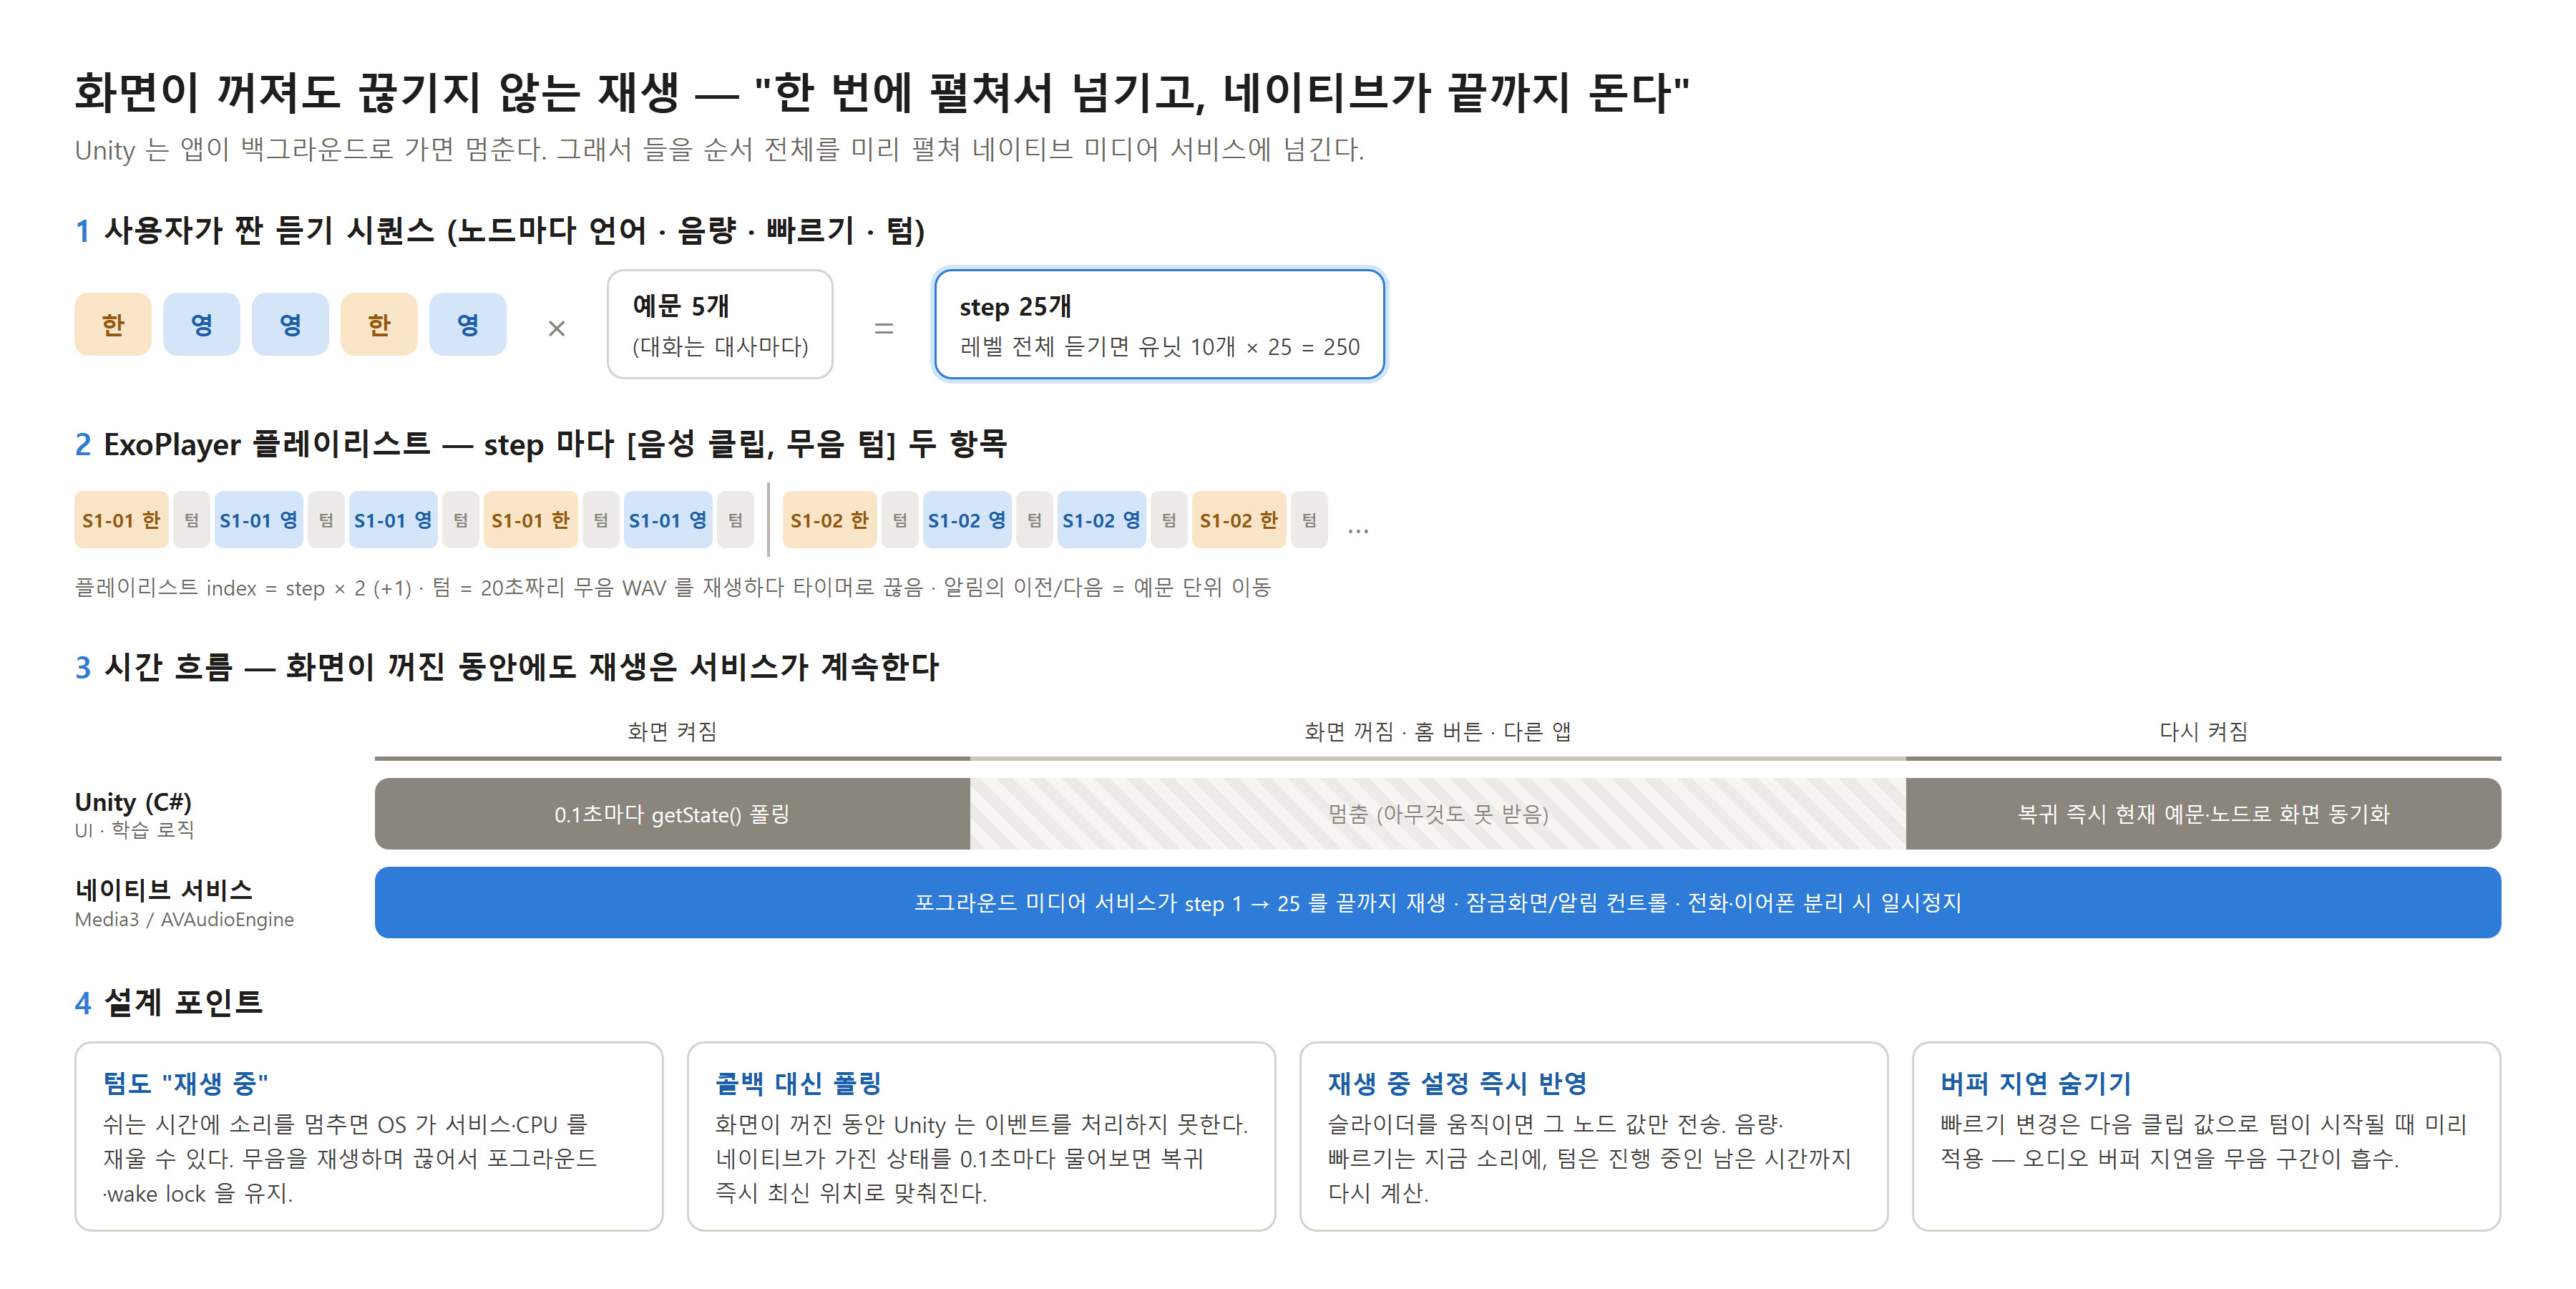 화면이 꺼져도 끊기지 않는 재생 — "한 번에 펼쳐서 넘기고, 네이티브가 끝까지 돈다"
Unity 는 앱이 백그라운드로 가면 멈춘다. 그래서 들을 순서 전체를 미리 펼쳐 네이티브 미디어 서비스에 넘긴다.
1 사용자가 짠 듣기 시퀀스 (노드마다 언어 · 음량 · 빠르기 · 텀)
한 영 영 한 영 × 예문 5개 = step 25개
(대화는 대사마다) 레벨 전체 듣기면 유닛 10개 × 25 = 250
2 ExoPlayer 플레이리스트 — step 마다 [음성 클립, 무음 텀] 두 항목
S1-01 한 텀 S1-01 영 텀 S1-01 영 텀 S1-01 한 텀 S1-01 영 텀 S1-02 한 텀 S1-02 영 텀 S1-02 영 텀 S1-02 한 텀 ...
플레이리스트 index = step × 2 (+1) · 텀 = 20초짜리 무음 WAV 를 재생하다 타이머로 끊음 · 알림의 이전/다음 = 예문 단위 이동
3 시간 흐름 — 화면이 꺼진 동안에도 재생은 서비스가 계속한다
화면 켜짐 화면 꺼짐 · 홈 버튼 · 다른 앱 다시 켜짐
Unity (C#)
UI · 학습 로직
0.1초마다 getState() 폴링 멈춤 (아무것도 못 받음) 복귀 즉시 현재 예문·노드로 화면 동기화
네이티브 서비스
Media3 / AVAudioEngine
포그라운드 미디어 서비스가 step 1 → 25 를 끝까지 재생 · 잠금화면/알림 컨트롤 · 전화·이어폰 분리 시 일시정지
4 설계 포인트
텀도 "재생 중"
쉬는 시간에 소리를 멈추면 OS 가 서비스·CPU 를
재울 수 있다. 무음을 재생하며 끊어서 포그라운드
·wake lock 을 유지.
콜백 대신 폴링
화면이 꺼진 동안 Unity 는 이벤트를 처리하지 못한다.
네이티브가 가진 상태를 0.1초마다 물어보면 복귀
즉시 최신 위치로 맞춰진다.
재생 중 설정 즉시 반영
슬라이더를 움직이면 그 노드 값만 전송. 음량·
빠르기는 지금 소리에, 텀은 진행 중인 남은 시간까지
다시 계산.
버퍼 지연 숨기기
빠르기 변경은 다음 클립 값으로 텀이 시작될 때 미리
적용 — 오디오 버퍼 지연을 무음 구간이 흡수.